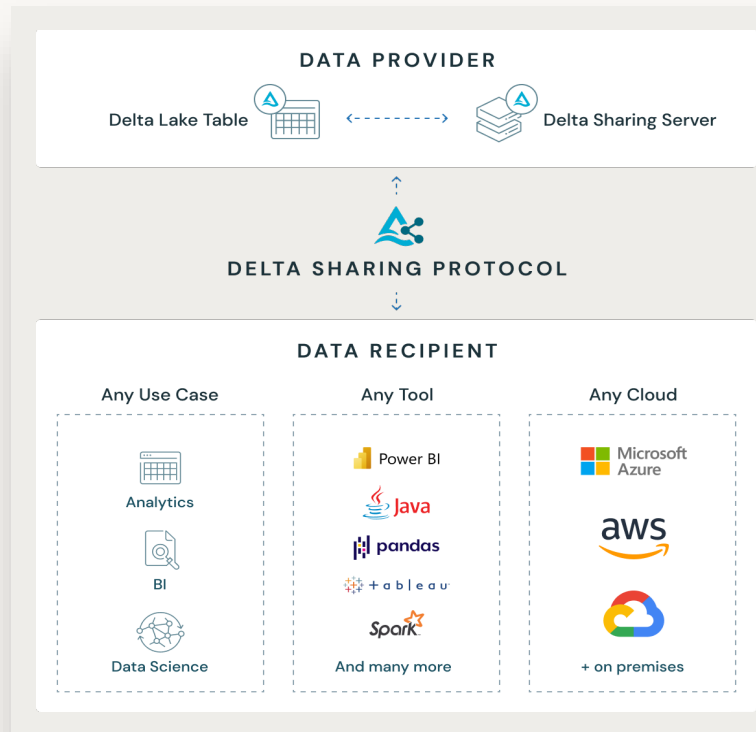 DATA PROVIDER
Delta Lake Table
Delta Sharing Server
DELTA SHARING PROTOCOL
DATA RECIPIENT
Any Use Case
Analytics
BI
Data Science
Any Tool
Power BI
Java
pandas
+ableau
Spark
And many more
Any Cloud
Microsoft
Azure
aws
+ on premises